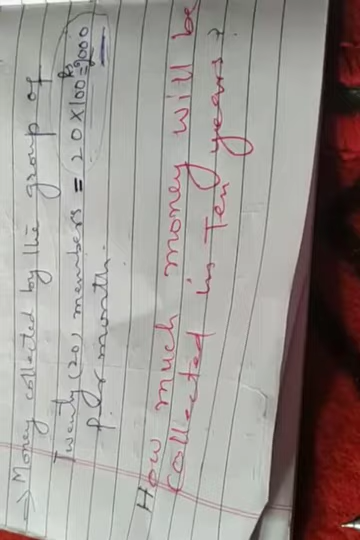 ⇒ Money collected by the group of
Twenty (20) members = 20 X 100 = 2000
per month.
How much money will be
collected in Ten years?